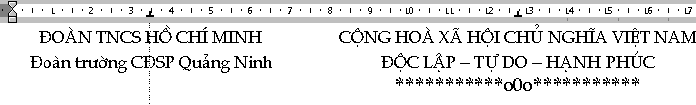 ĐOÀN TNCS HỒ CHÍ MINH CỘNG HOÀ XÃ HỘI CHỦ NGHĨA VIỆT NAM
Đoàn trường CĐSP Quảng Ninh ĐỘC LẬP – TỰ DO – HẠNH PHÚC
***********o0o***********